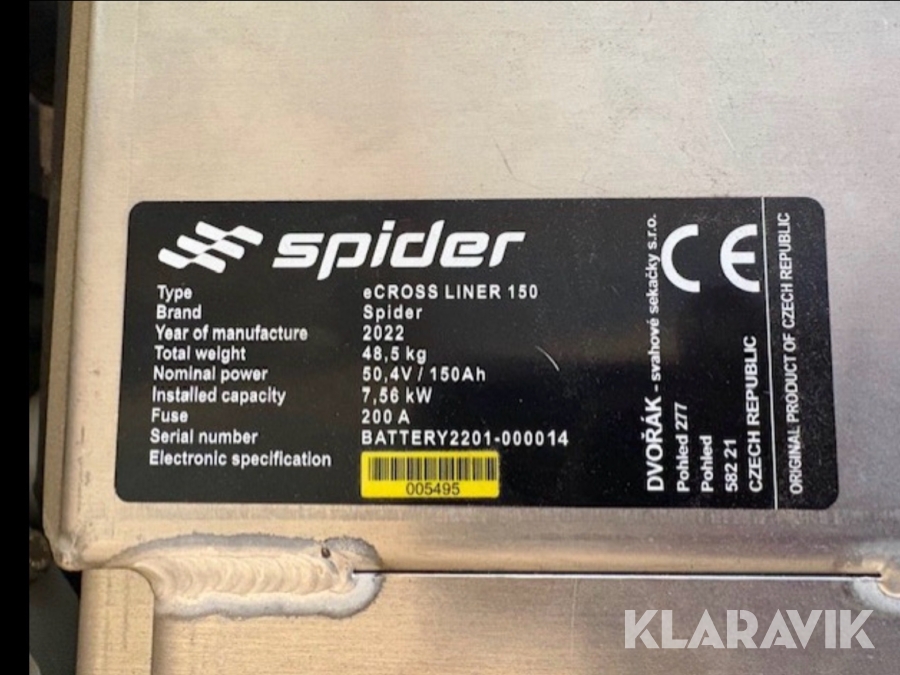 spider
Type eCROSS LINER 150
Brand Spider
Year of manufacture 2022
Total weight 48,5 kg
Nominal power 50,4V / 150Ah
Installed capacity 7,56 kW
Fuse 200 A
Serial number BATTERY2201-000014
Electronic specification
005495
DVOŘÁK - svahové sekačky s.r.o.
Pohled 277
Pohled
582 21
CZECH REPUBLIC
CE
ORIGINAL PRODUCT OF CZECH REPUBLIC
KLARAVIK